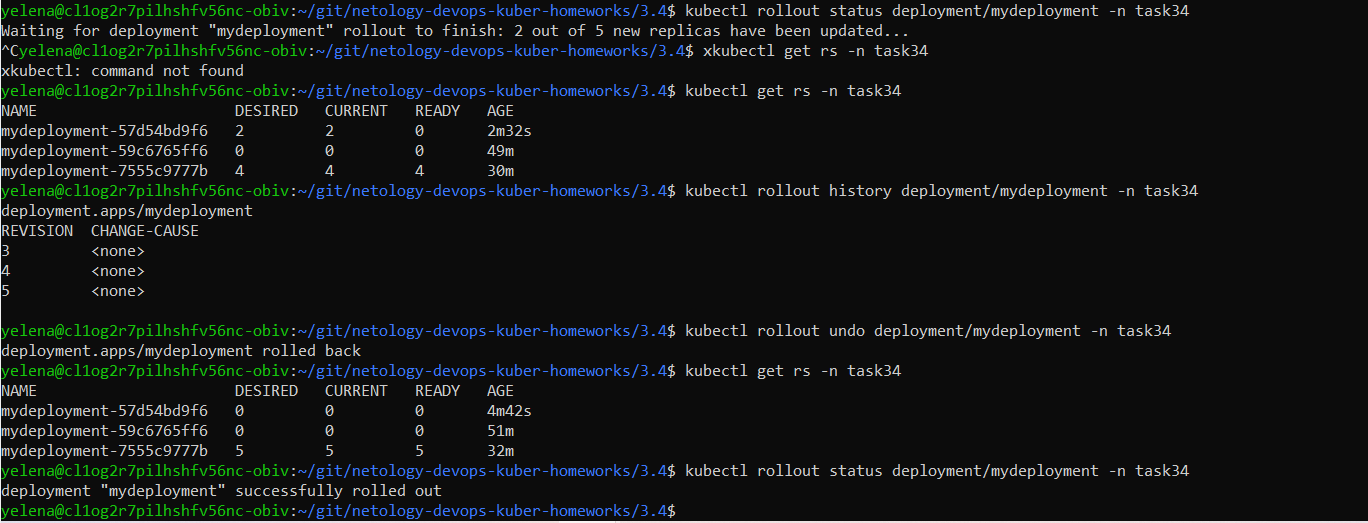 yelena@cl1og2r7pilhshfv56nc-obiv:~/git/netology-devops-kuber-homeworks/3.4$ kubectl rollout status deployment/mydeployment -n task34
Waiting for deployment "mydeployment" rollout to finish: 2 out of 5 new replicas have been updated...
^Cyelena@cl1og2r7pilhshfv56nc-obiv:~/git/netology-devops-kuber-homeworks/3.4$ xkubectl get rs -n task34
xkubectl: command not found
yelena@cl1og2r7pilhshfv56nc-obiv:~/git/netology-devops-kuber-homeworks/3.4$ kubectl get rs -n task34
NAME                      DESIRED   CURRENT   READY   AGE
mydeployment-57d54bd9f6   2         2         0       2m32s
mydeployment-59c6765ff6   0         0         0       49m
mydeployment-7555c9777b   4         4         4       30m
yelena@cl1og2r7pilhshfv56nc-obiv:~/git/netology-devops-kuber-homeworks/3.4$ kubectl rollout history deployment/mydeployment -n task34
deployment.apps/mydeployment
REVISION  CHANGE-CAUSE
3         <none>
4         <none>
5         <none>
yelena@cl1og2r7pilhshfv56nc-obiv:~/git/netology-devops-kuber-homeworks/3.4$ kubectl rollout undo deployment/mydeployment -n task34
deployment.apps/mydeployment rolled back
yelena@cl1og2r7pilhshfv56nc-obiv:~/git/netology-devops-kuber-homeworks/3.4$ kubectl get rs -n task34
NAME                      DESIRED   CURRENT   READY   AGE
mydeployment-57d54bd9f6   0         0         0       4m42s
mydeployment-59c6765ff6   0         0         0       51m
mydeployment-7555c9777b   5         5         5       32m
yelena@cl1og2r7pilhshfv56nc-obiv:~/git/netology-devops-kuber-homeworks/3.4$ kubectl rollout status deployment/mydeployment -n task34
deployment "mydeployment" successfully rolled out
yelena@cl1og2r7pilhshfv56nc-obiv:~/git/netology-devops-kuber-homeworks/3.4$